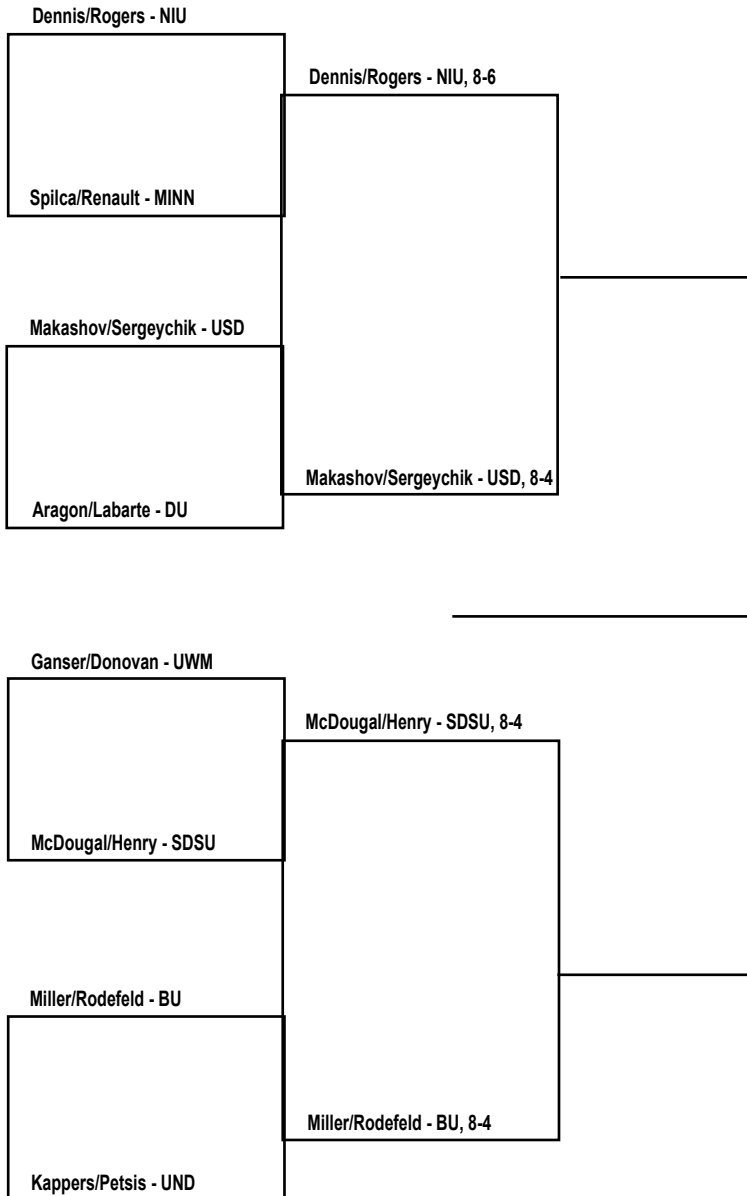 Dennis/Rogers - NIU
Dennis/Rogers - NIU, 8-6
Spilca/Renault - MINN
Makashov/Sergeychik - USD
Makashov/Sergeychik - USD, 8-4
Aragon/Labarte - DU
Ganser/Donovan - UWM
McDougal/Henry - SDSU, 8-4
McDougal/Henry - SDSU
Miller/Rodefeld - BU
Miller/Rodefeld - BU, 8-4
Kappers/Petsis - UND